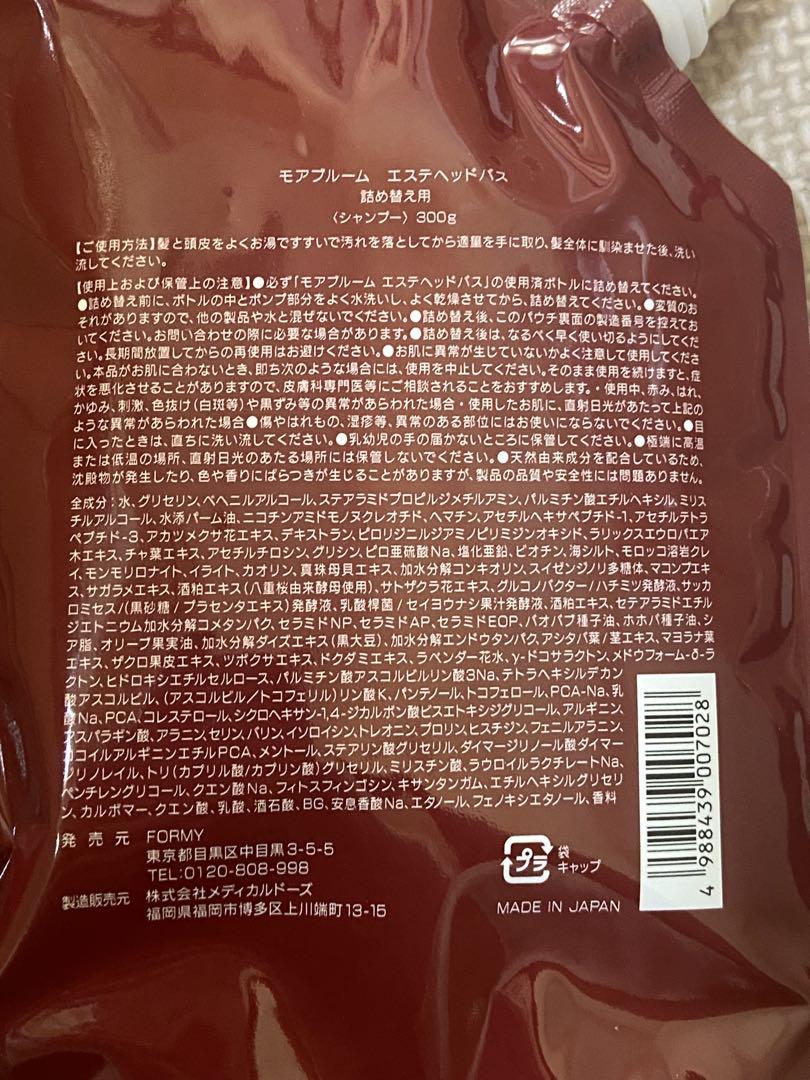 モアプルーム エステヘッドバス
詰め替え用
〈シャンプー〉300g
【ご使用方法】髪と頭皮をよくお湯ですすいで汚れを落としてから適量を手に取り、髪全体に馴染ませた後、洗い
流してください。
【使用上および保管上の注意】●必ず「モアプルーム エステヘッドバス」の使用済ボトルに詰め替えてください。
●詰め替え前に、ボトルの中とポンプ部分をよく水洗いし、よく乾燥させてから、詰め替えてください。●変質のお
それがありますので、他の製品や水と混ぜないでください。●詰め替え後、このパウチ裏面の製造番号を控えてお
いてください。お問い合わせの際に必要な場合があります。●詰め替え後は、なるべく早く使い切るようにしてくだ
さい。長期間放置してからの再使用はお避けください。●お肌に異常が生じていないかよく注意して使用してくださ
い。本品がお肌に合わないとき、即ち次のような場合には、使用を中止してください。そのまま使用を続けますと、症
状を悪化させることがありますので、皮膚科専門医等にご相談されることをおすすめします。・使用中、赤み、はれ、
かゆみ、刺激、色抜け(白斑等)や黒ずみ等の異常があらわれた場合・使用したお肌に、直射日光があたって上記の
ような異常があらわれた場合●傷やはれもの、湿疹等、異常のある部位にはお使いにならないでください。●目
に入ったときは、直ちに洗い流してください。●乳幼児の手の届かないところに保管してください。●極端に高温
または低温の場所、直射日光のあたる場所には保管しないでください。●天然由来成分を配合しているため、
沈殿物が発生したり、色や香りにばらつきが生じることがありますが、製品の品質や安全性には問題ありません。
全成分:水、グリセリン、ベヘニルアルコール、ステアラミドプロピルジメチルアミン、パルミチン酸エチルヘキシル、ミリス
チルアルコール、水添パーム油、ニコチンアミドモノヌクレオチド、ヘマチン、アセチルヘキサペプチド-1、アセチルテトラ
ペプチド-3、アカツメクサ花エキス、デキストラン、ピロリジニルジアミノピリミジンオキシド、ラリックスエウロパエア
木エキス、チャ葉エキス、アセチルチロシン、グリシン、ピロ亜硫酸Na、塩化亜鉛、ビオチン、海シルト、モロッコ溶岩クレ
イ、モンモリロナイト、イライト、カオリン、真珠母貝エキス、加水分解コンキオリン、スイゼンジノリ多糖体、マコンブエキ
ス、サガラメエキス、酒粕エキス(八重桜由来酵母使用)、サトザクラ花エキス、グルコノバクター/ハチミツ発酵液、サッカ
ロミセス/(黒砂糖/プラセンタエキス)発酵液、乳酸桿菌/セイヨウナシ果汁発酵液、酒粕エキス、セテアラミドエチル
ジエトニウム加水分解コメタンパク、セラミドNP、セラミドAP、セラミドEOP、バオバブ種子油、ホホバ種子油、シ
ア脂、オリーブ果実油、加水分解ダイズエキス(黒大豆)、加水分解エンドウタンパク、アシタバ葉/茎エキス、マヨラナ葉
エキス、ザクロ果皮エキス、ツボクサエキス、ドクダミエキス、ラベンダー花水、γ-ドコサラクトン、メドウフォーム-δ-ラ
クトン、ヒドロキシエチルセルロース、パルミチン酸アスコルビルリン酸3Na、テトラヘキシルデカン
酸アスコルビル、(アスコルビル/トコフェリル)リン酸K、パンテノール、トコフェロール、PCA-Na、乳
酸Na、PCA、コレステロール、シクロヘキサン-1,4-ジカルボン酸ビスエトキシジグリコール、アルギニン、
アスパラギン酸、アラニン、セリン、バリン、イソロイシン、トレオニン、プロリン、ヒスチジン、フェニルアラニン、
ココイルアルギニンエチルPCA、メントール、ステアリン酸グリセリル、ダイマージリノール酸ダイマー
ジリノレイル、トリ(カプリル酸/カプリン酸)グリセリル、ミリスチン酸、ラウロイルラクチレートNa、
ペンチレングリコール、クエン酸Na、フィトスフィンゴシン、キサンタンガム、エチルヘキシルグリセリ
ン、カルボマー、クエン酸、乳酸、酒石酸、BG、安息香酸Na、エタノール、フェノキシエタノール、香料
発売元 FORMY
東京都目黒区中目黒3-5-5
TEL:0120-808-998
製造販売元 株式会社メディカルドーズ
福岡県福岡市博多区上川端町13-15
プラ
袋
キャップ
MADE IN JAPAN
4 988439 007028